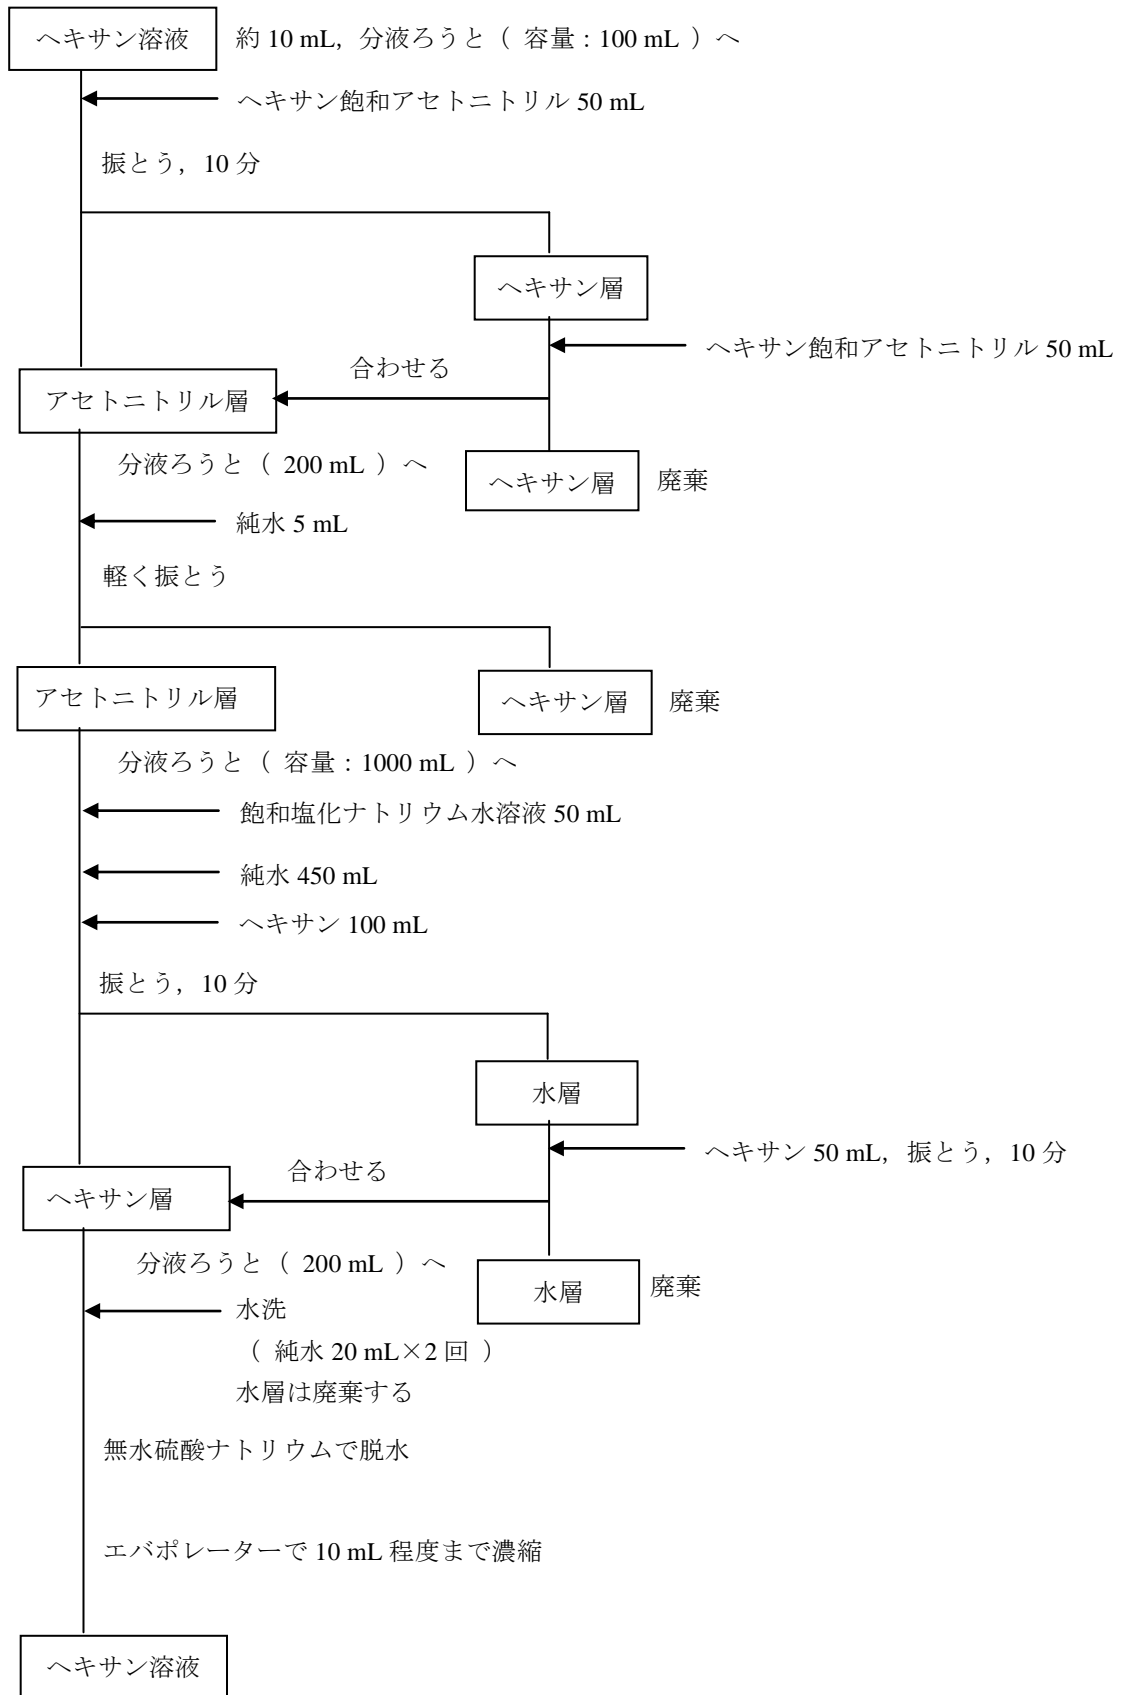 ヘキサン溶液 約 10 mL，分液ろうと（ 容量 : 100 mL ）へ
ヘキサン飽和アセトニトリル 50 mL
振とう，10 分
ヘキサン層
ヘキサン飽和アセトニトリル 50 mL
合わせる
アセトニトリル層
分液ろうと（ 200 mL ）へ
ヘキサン層 廃棄
純水 5 mL
軽く振とう
アセトニトリル層
ヘキサン層 廃棄
分液ろうと（ 容量 : 1000 mL ）へ
飽和塩化ナトリウム水溶液 50 mL
純水 450 mL
ヘキサン 100 mL
振とう，10 分
水層
ヘキサン 50 mL，振とう，10 分
合わせる
ヘキサン層
分液ろうと（ 200 mL ）へ
水層 廃棄
水洗
（ 純水 20 mL×2 回 ）
水層は廃棄する
無水硫酸ナトリウムで脱水
エバポレーターで 10 mL 程度まで濃縮
ヘキサン溶液